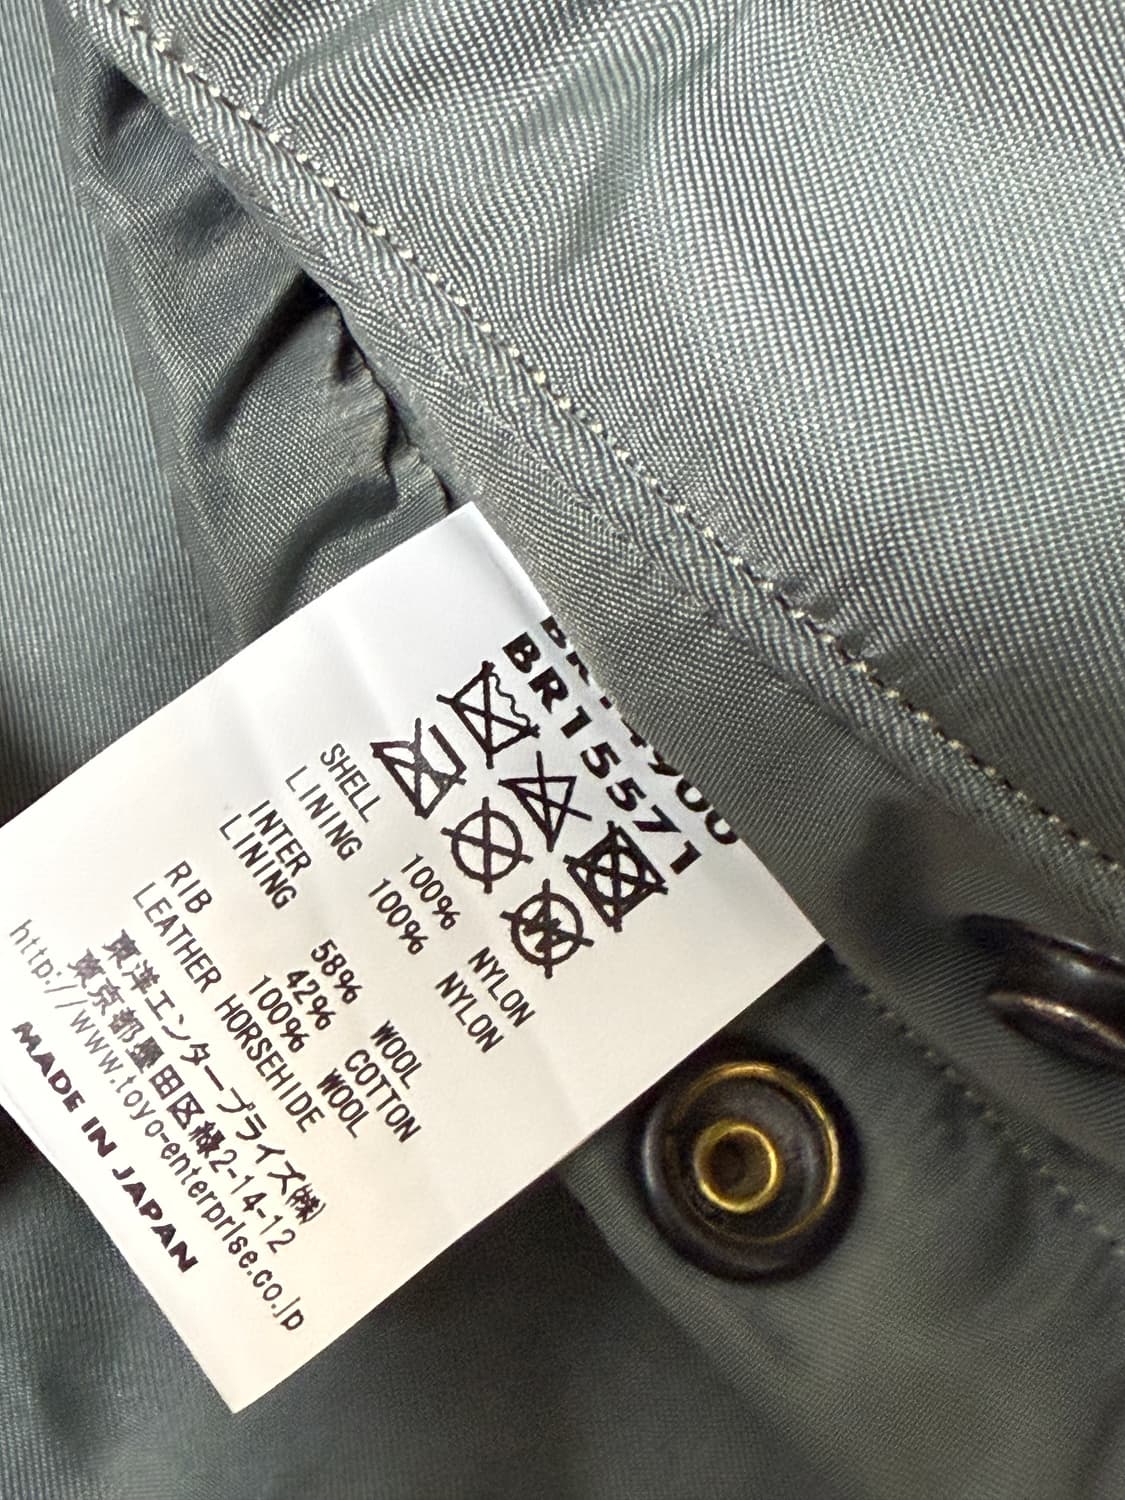 BR15571
SHELL 100% NYLON
LINING 100% NYLON
INTER
LINING 58% WOOL
42% COTTON
RIB 100% WOOL
LEATHER HORSEHIDE
東洋エンタープライズ㈱
東京都墨田区緑2-14-12
http://www.toyo-enterprise.co.jp
MADE IN JAPAN